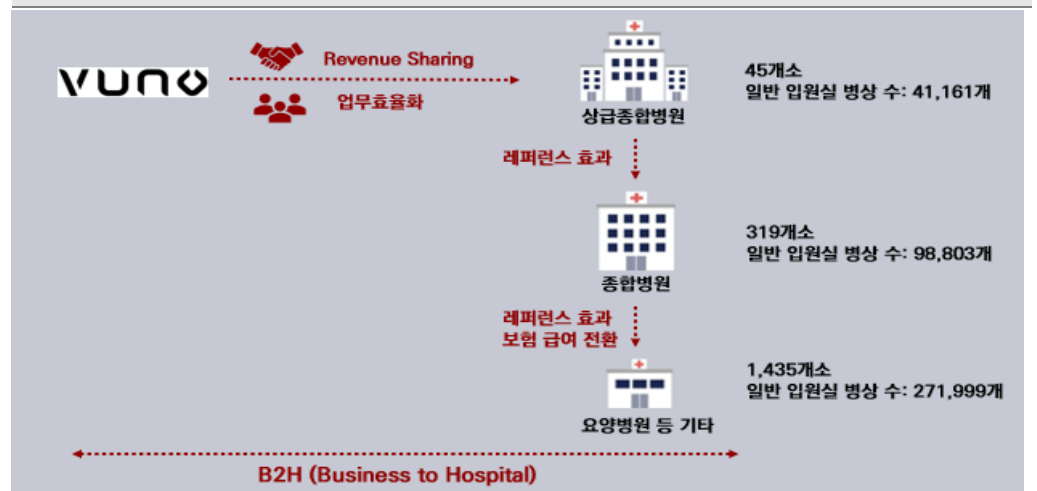 VUNO
Revenue Sharing
업무효율화
상급종합병원
45개소
일반 입원실 병상 수: 41,161개
레퍼런스 효과
종합병원
319개소
일반 입원실 병상 수: 98,803개
레퍼런스 효과
보험 급여 전환
요양병원 등 기타
1,435개소
일반 입원실 병상 수: 271,999개
B2H (Business to Hospital)